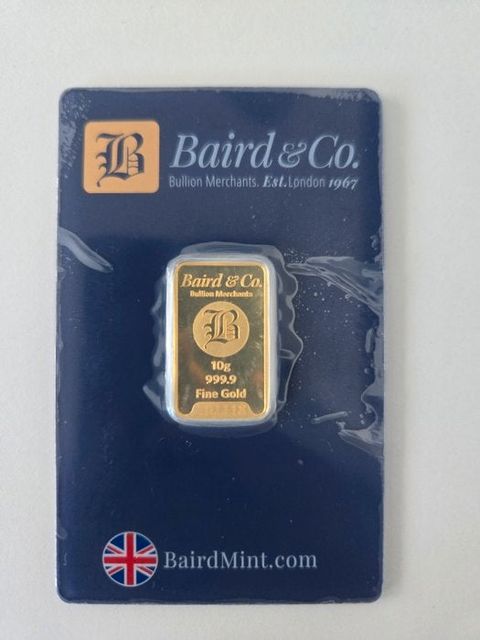 B
Baird & Co.
Bullion Merchants. Est. London 1967
Baird & Co.
Bullion Merchants
B
10g
999.9
Fine Gold
BairdMint.com